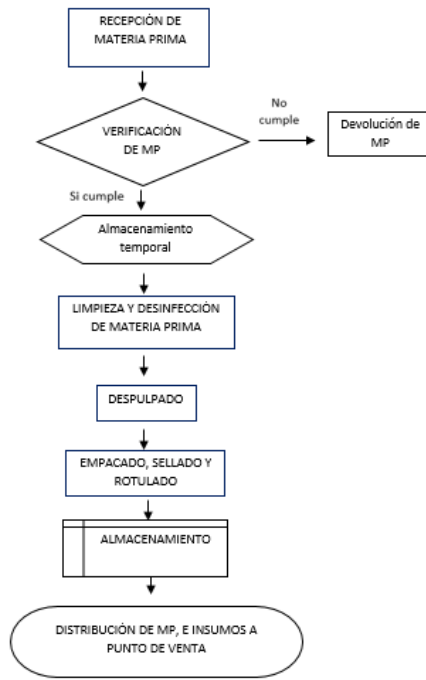 RECEPCIÓN DE
MATERIA PRIMA
VERIFICACIÓN
DE MP
No
cumple
Devolución de
MP
Si cumple
Almacenamiento
temporal
LIMPIEZA Y DESINFECCIÓN
DE MATERIA PRIMA
DESPULPADO
EMPACADO, SELLADO Y
ROTULADO
ALMACENAMIENTO
DISTRIBUCIÓN DE MP, E INSUMOS A
PUNTO DE VENTA